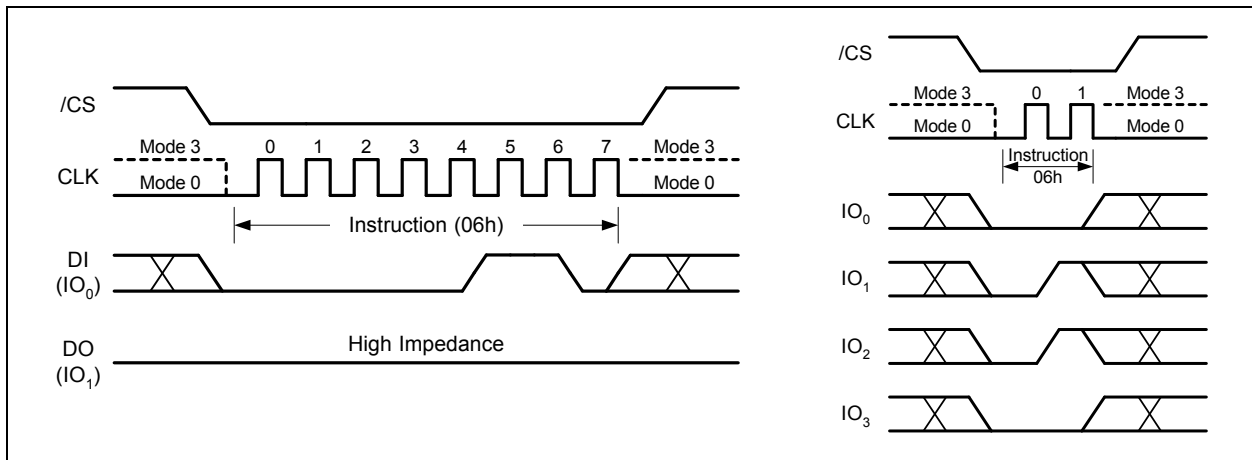 /CS
Mode 3 0 1 2 3 4 5 6 7 Mode 3
CLK Mode 0 Mode 0
Instruction (06h)
DI
(IO0)
DO High Impedance
(IO1)
/CS
Mode 3 0 1 Mode 3
CLK Mode 0 Mode 0
Instruction
06h
IO0
IO1
IO2
IO3